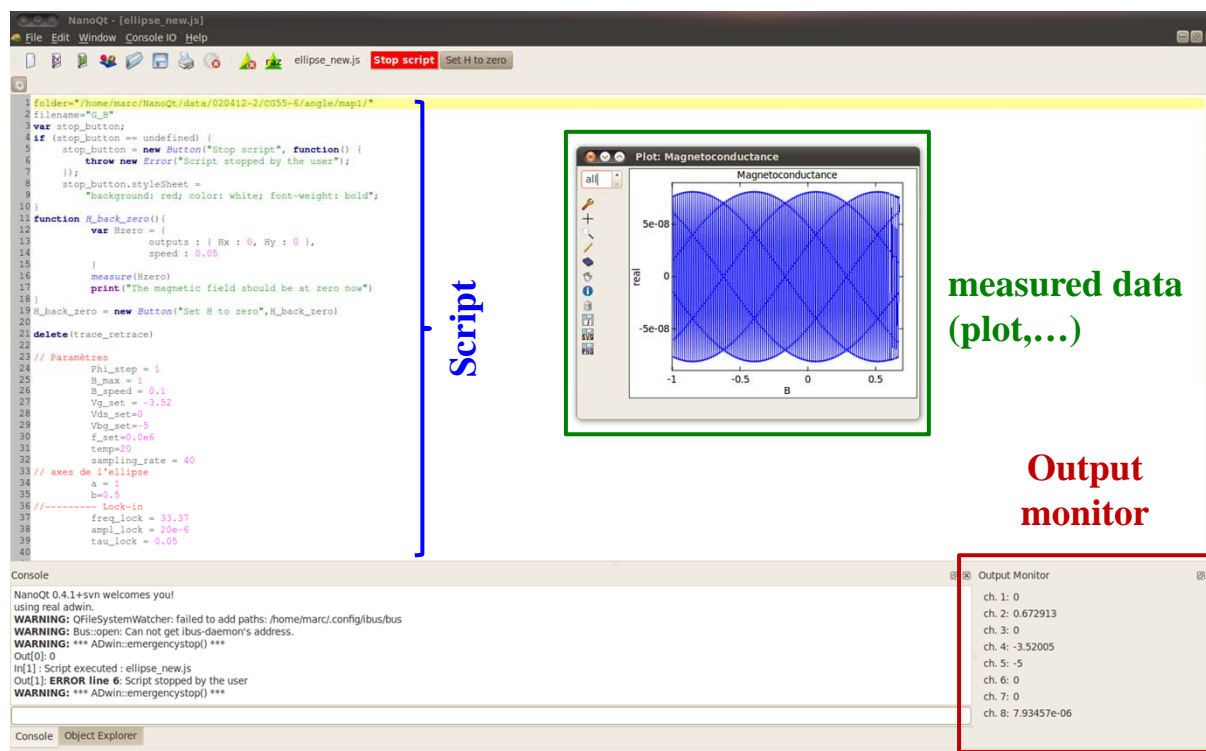 NanoQt - [ellipse_new.js]
File Edit Window Console IO Help
raz ellipse_new.js Stop script Set H to zero
1 folder="/home/marc/NanoQt/data/020412-2/CG55-6/angle/map1/"
2 filename="G_B"
3 var stop_button;
4 if (stop_button == undefined) {
5 stop_button = new Button("Stop script", function() {
6 throw new Error("Script stopped by the user");
7 });
8 stop_button.styleSheet =
9 "background: red; color: white; font-weight: bold";
10 }
11 function H_back_zero(){
12 var Hzero = {
13 outputs : { Hx : 0, Hy : 0 },
14 speed : 0.05
15 }
16 measure(Hzero)
17 print("The magnetic field should be at zero now")
18 }
19 H_back_zero = new Button("Set H to zero",H_back_zero)
20
21 delete(trace_retrace)
22
23 // Paramètres
24 Phi_step = 1
25 B_max = 1
26 B_speed = 0.1
27 Vg_set = -3.52
28 Vds_set=0
29 Vbg_set=-5
30 f_set=0.0e6
31 temp=20
32 sampling_rate = 40
33 // axes de l'ellipse
34 a = 1
35 b=0.5
36 //--------- Lock-in
37 freq_lock = 33.37
38 ampl_lock = 20e-6
39 tau_lock = 0.05
40
Script
Plot: Magnetoconductance
all
Magnetoconductance
5e-08
0
-5e-08
real
-1 -0.5 0 0.5
B
SVG
PNG
measured data
(plot,…)
Output
monitor
Console
NanoQt 0.4.1+svn welcomes you!
using real adwin.
WARNING: QFileSystemWatcher: failed to add paths: /home/marc/.config/ibus/bus
WARNING: Bus::open: Can not get ibus-daemon's address.
WARNING: *** ADwin::emergencystop() ***
Out[0]: 0
In[1] : Script executed : ellipse_new.js
Out[1]: ERROR line 6: Script stopped by the user
WARNING: *** ADwin::emergencystop() ***
Console Object Explorer
Output Monitor
ch. 1: 0
ch. 2: 0.672913
ch. 3: 0
ch. 4: -3.52005
ch. 5: -5
ch. 6: 0
ch. 7: 0
ch. 8: 7.93457e-06